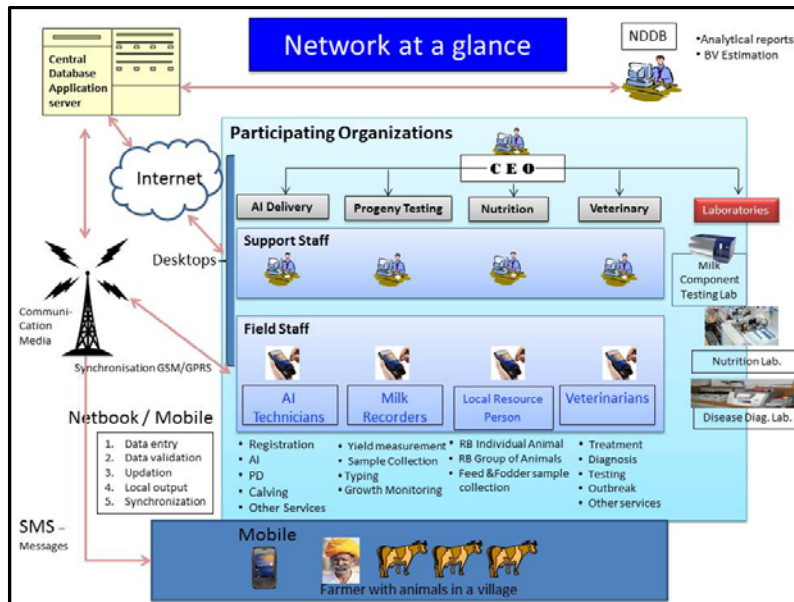 Network at a glance
NDDB
•Analytical reports
• BV Estimation
Central
Database
Application
server
Participating Organizations
CEO
Internet
AI Delivery
Progeny Testing
Nutrition
Veterinary
Laboratories
Support Staff
Desktops
Milk
Component
Testing Lab
Communi-
Cation
Media
Field Staff
Synchronisation GSM/GPRS
Nutrition Lab.
AI
Technicians
Milk
Recorders
Local Resource
Person
Veterinarians
Disease Diag. Lab.
Netbook / Mobile
1. Data entry
2. Data validation
3. Updation
4. Local output
5. Synchronization
• Registration
• AI
• PD
• Calving
• Other Services
• Yield measurement
• Sample Collection
• Typing
• Growth Monitoring
• RB Individual Animal
• RB Group of Animals
• Feed &Fodder sample
collection
• Treatment
• Diagnosis
• Testing
• Outbreak
• Other services
SMS –
Messages
Mobile
Farmer with animals in a village